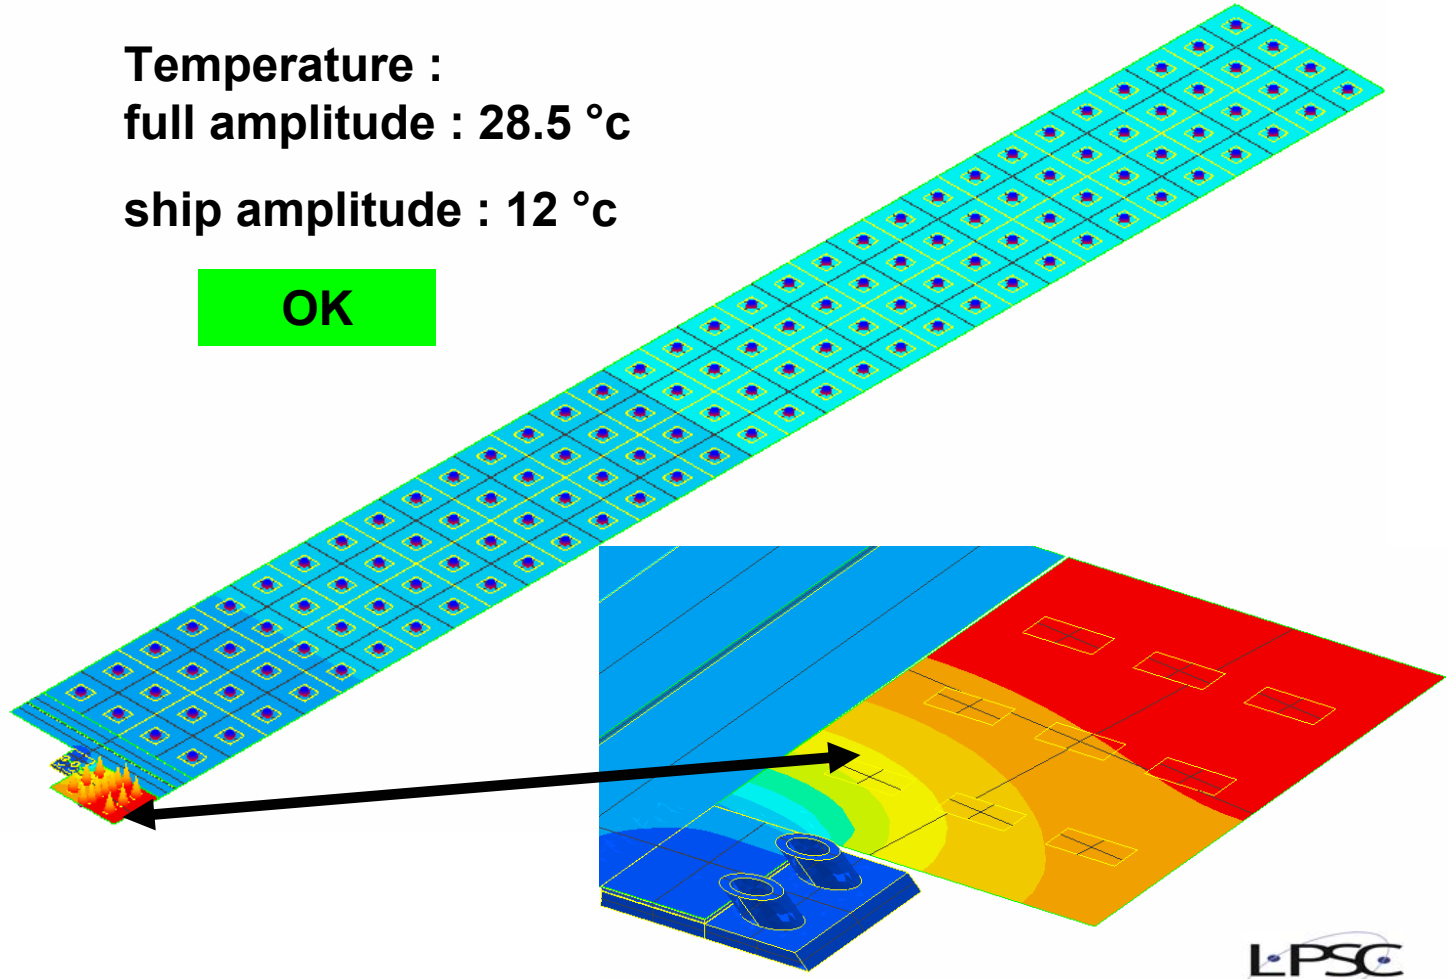 Temperature :
full amplitude : 28.5 °c
ship amplitude : 12 °c
OK
LPSC